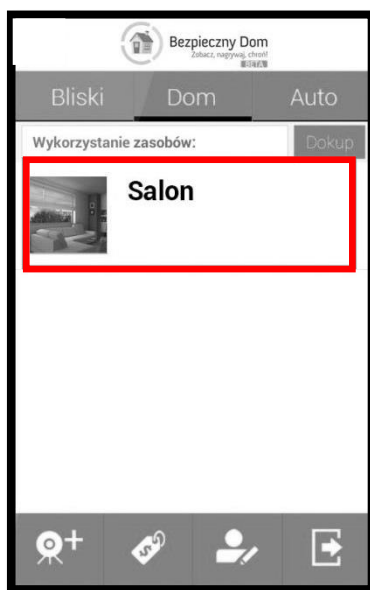 Bezpieczny Dom
Zobacz, nagrywaj, chroń!
BETA
Bliski Dom Auto
Wykorzystanie zasobów: Dokup
Salon